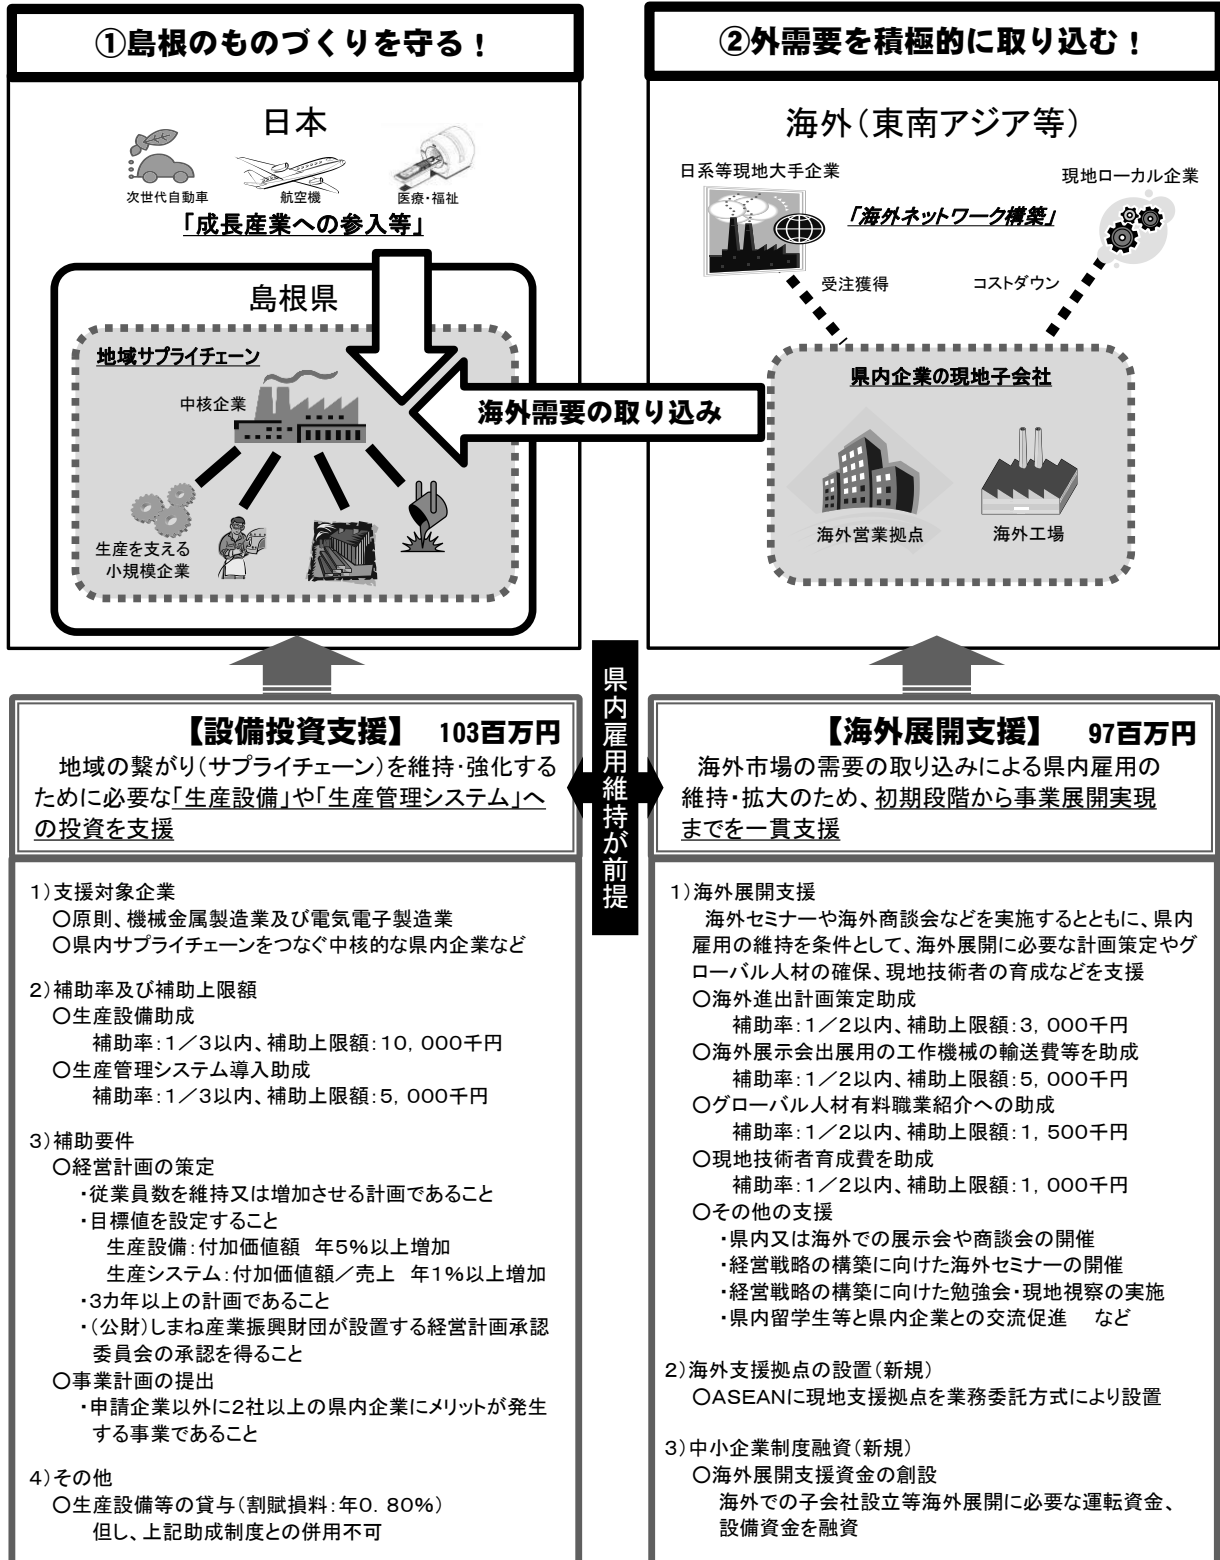 ①島根のものづくりを守る！
日本
次世代自動車
航空機
医療・福祉
「成長産業への参入等」
島根県
地域サプライチェーン
中核企業
生産を支える
小規模企業
②外需要を積極的に取り込む！
海外（東南アジア等）
日系等現地大手企業
現地ローカル企業
「海外ネットワーク構築」
受注獲得
コストダウン
県内企業の現地子会社
海外営業拠点
海外工場
海外需要の取り込み
県内雇用維持が前提
【設備投資支援】　103百万円
地域の繋がり（サプライチェーン）を維持・強化する
ために必要な「生産設備」や「生産管理システム」へ
の投資を支援
1）支援対象企業
○原則、機械金属製造業及び電気電子製造業
○県内サプライチェーンをつなぐ中核的な県内企業など
2）補助率及び補助上限額
○生産設備助成
補助率：1／3以内、補助上限額：10，000千円
○生産管理システム導入助成
補助率：1／3以内、補助上限額：5，000千円
3）補助要件
○経営計画の策定
・従業員数を維持又は増加させる計画であること
・目標値を設定すること
生産設備：付加価値額　年5％以上増加
生産システム：付加価値額／売上　年1％以上増加
・3カ年以上の計画であること
・（公財）しまね産業振興財団が設置する経営計画承認
委員会の承認を得ること
○事業計画の提出
・申請企業以外に2社以上の県内企業にメリットが発生
する事業であること
4）その他
○生産設備等の貸与（割賦損料：年0．80％）
但し、上記助成制度との併用不可
【海外展開支援】　97百万円
海外市場の需要の取り込みによる県内雇用の
維持・拡大のため、初期段階から事業展開実現
までを一貫支援
1）海外展開支援
海外セミナーや海外商談会などを実施するとともに、県内
雇用の維持を条件として、海外展開に必要な計画策定やグ
ローバル人材の確保、現地技術者の育成などを支援
○海外進出計画策定助成
補助率：1／2以内、補助上限額：3，000千円
○海外展示会出展用の工作機械の輸送費等を助成
補助率：1／2以内、補助上限額：5，000千円
○グローバル人材有料職業紹介への助成
補助率：1／2以内、補助上限額：1，500千円
○現地技術者育成費を助成
補助率：1／2以内、補助上限額：1，000千円
○その他の支援
・県内又は海外での展示会や商談会の開催
・経営戦略の構築に向けた海外セミナーの開催
・経営戦略の構築に向けた勉強会・現地視察の実施
・県内留学生等と県内企業との交流促進　など
2）海外支援拠点の設置（新規）
○ASEANに現地支援拠点を業務委託方式により設置
3）中小企業制度融資（新規）
○海外展開支援資金の創設
海外での子会社設立等海外展開に必要な運転資金、
設備資金を融資